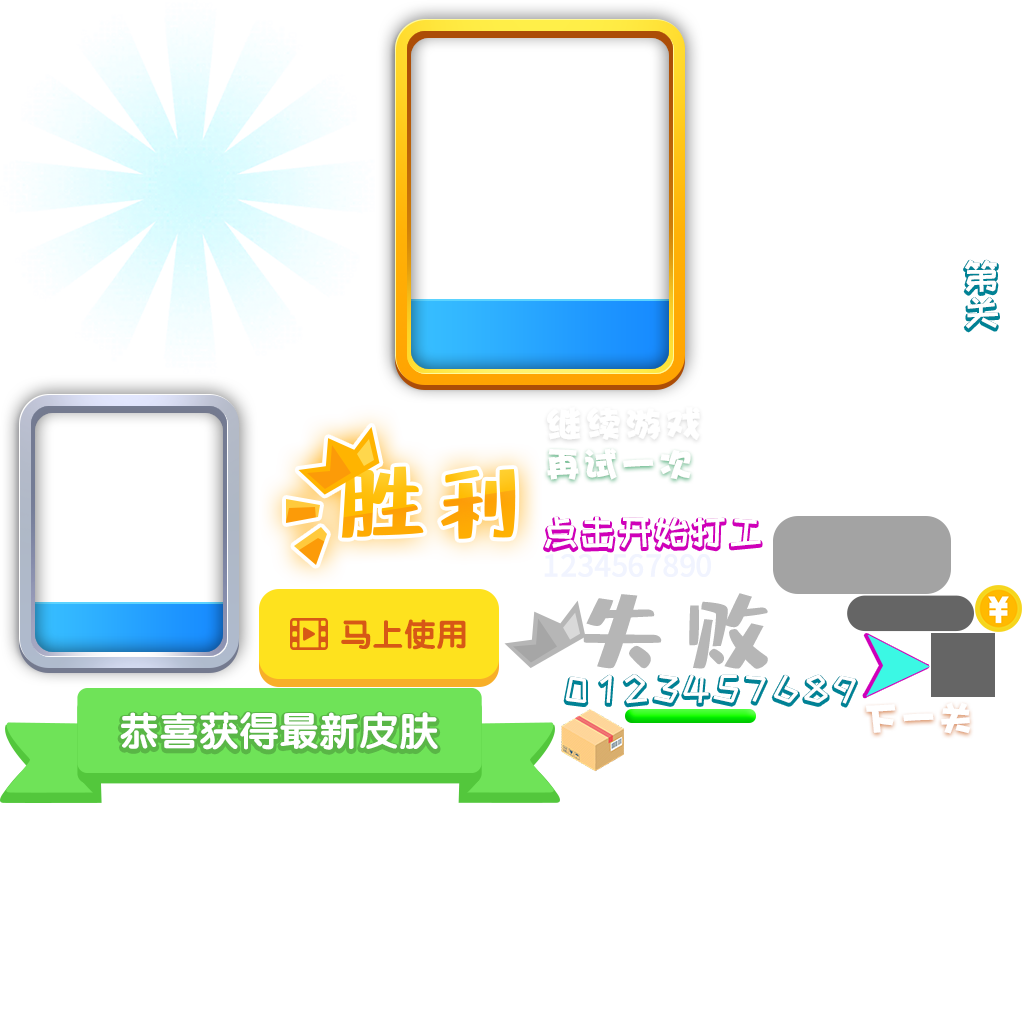 第
关
继续游戏
再试一次
胜利
点击开始打工
1234567890
¥
马上使用
失败
0123457689
下一关
恭喜获得最新皮肤